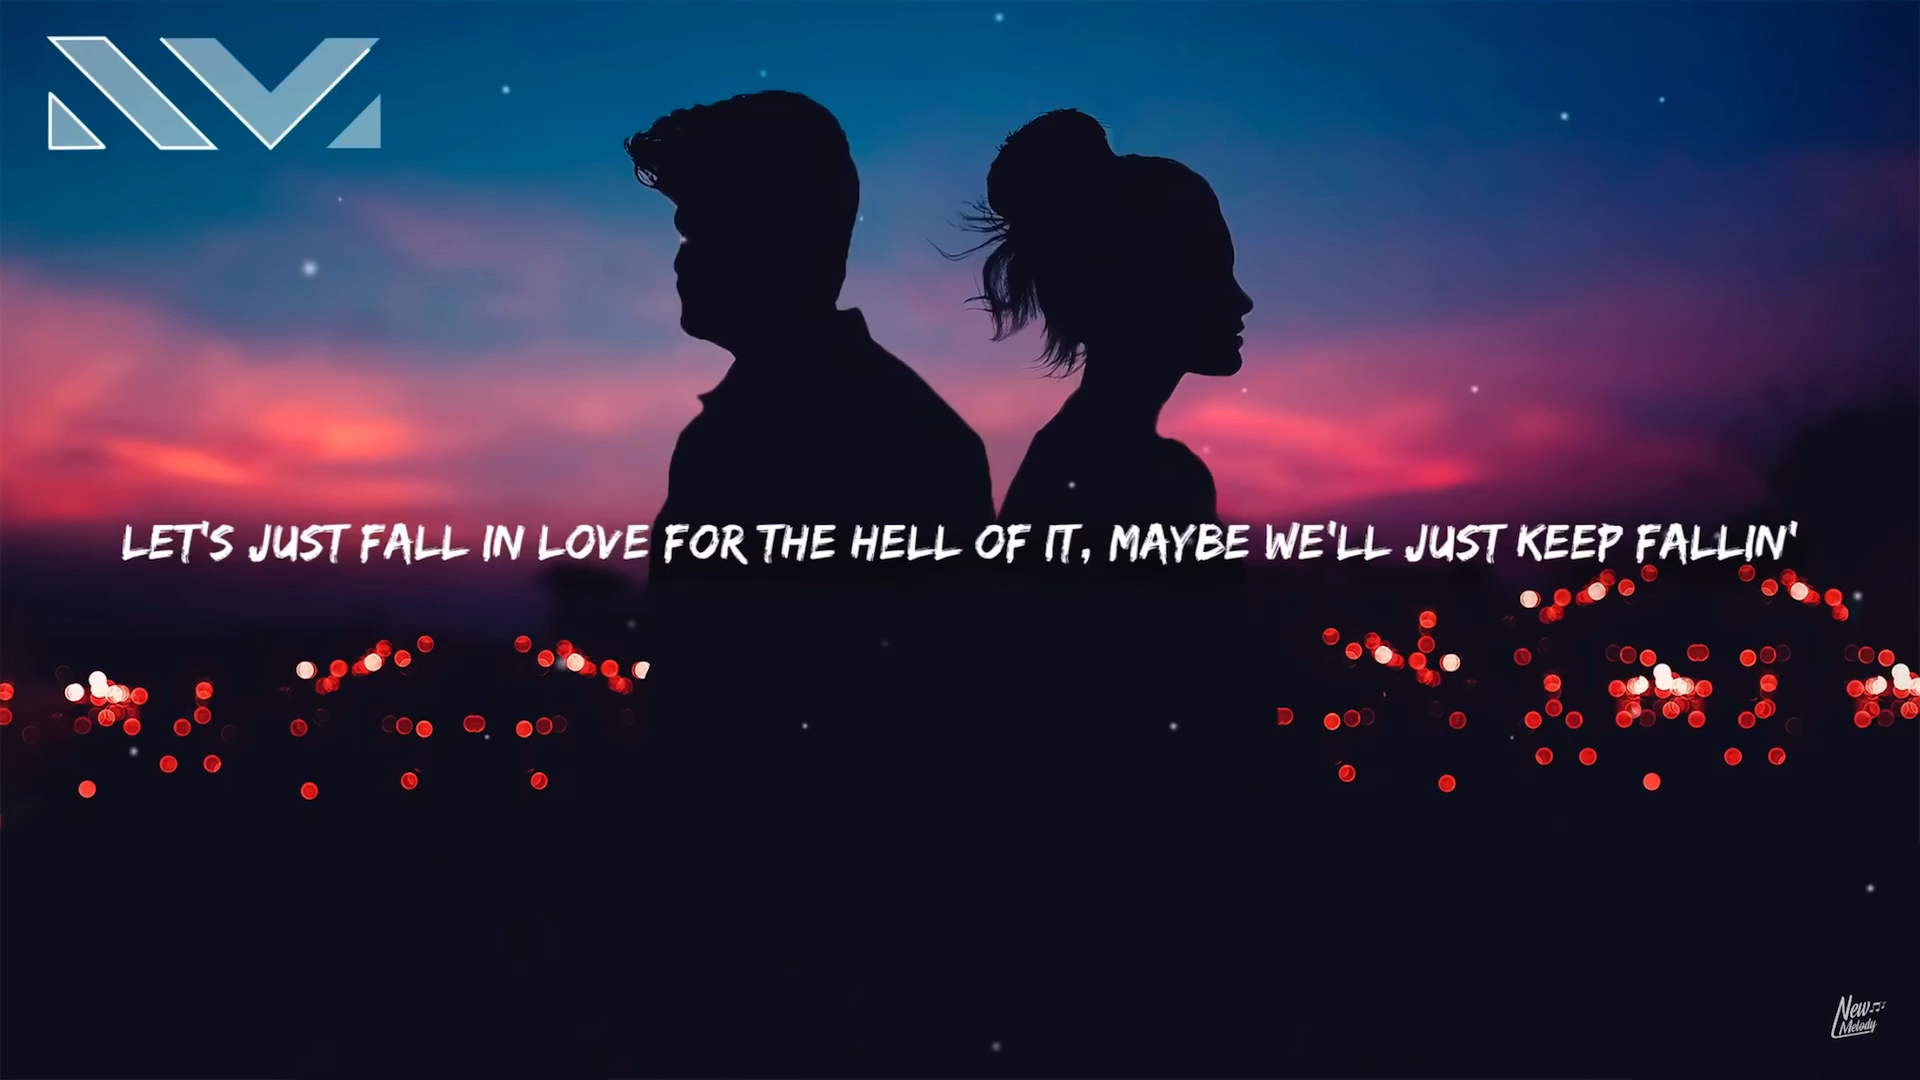 LET'S JUST FALL IN LOVE FOR THE HELL OF IT, MAYBE WE'LL JUST KEEP FALLIN'
New
Melody